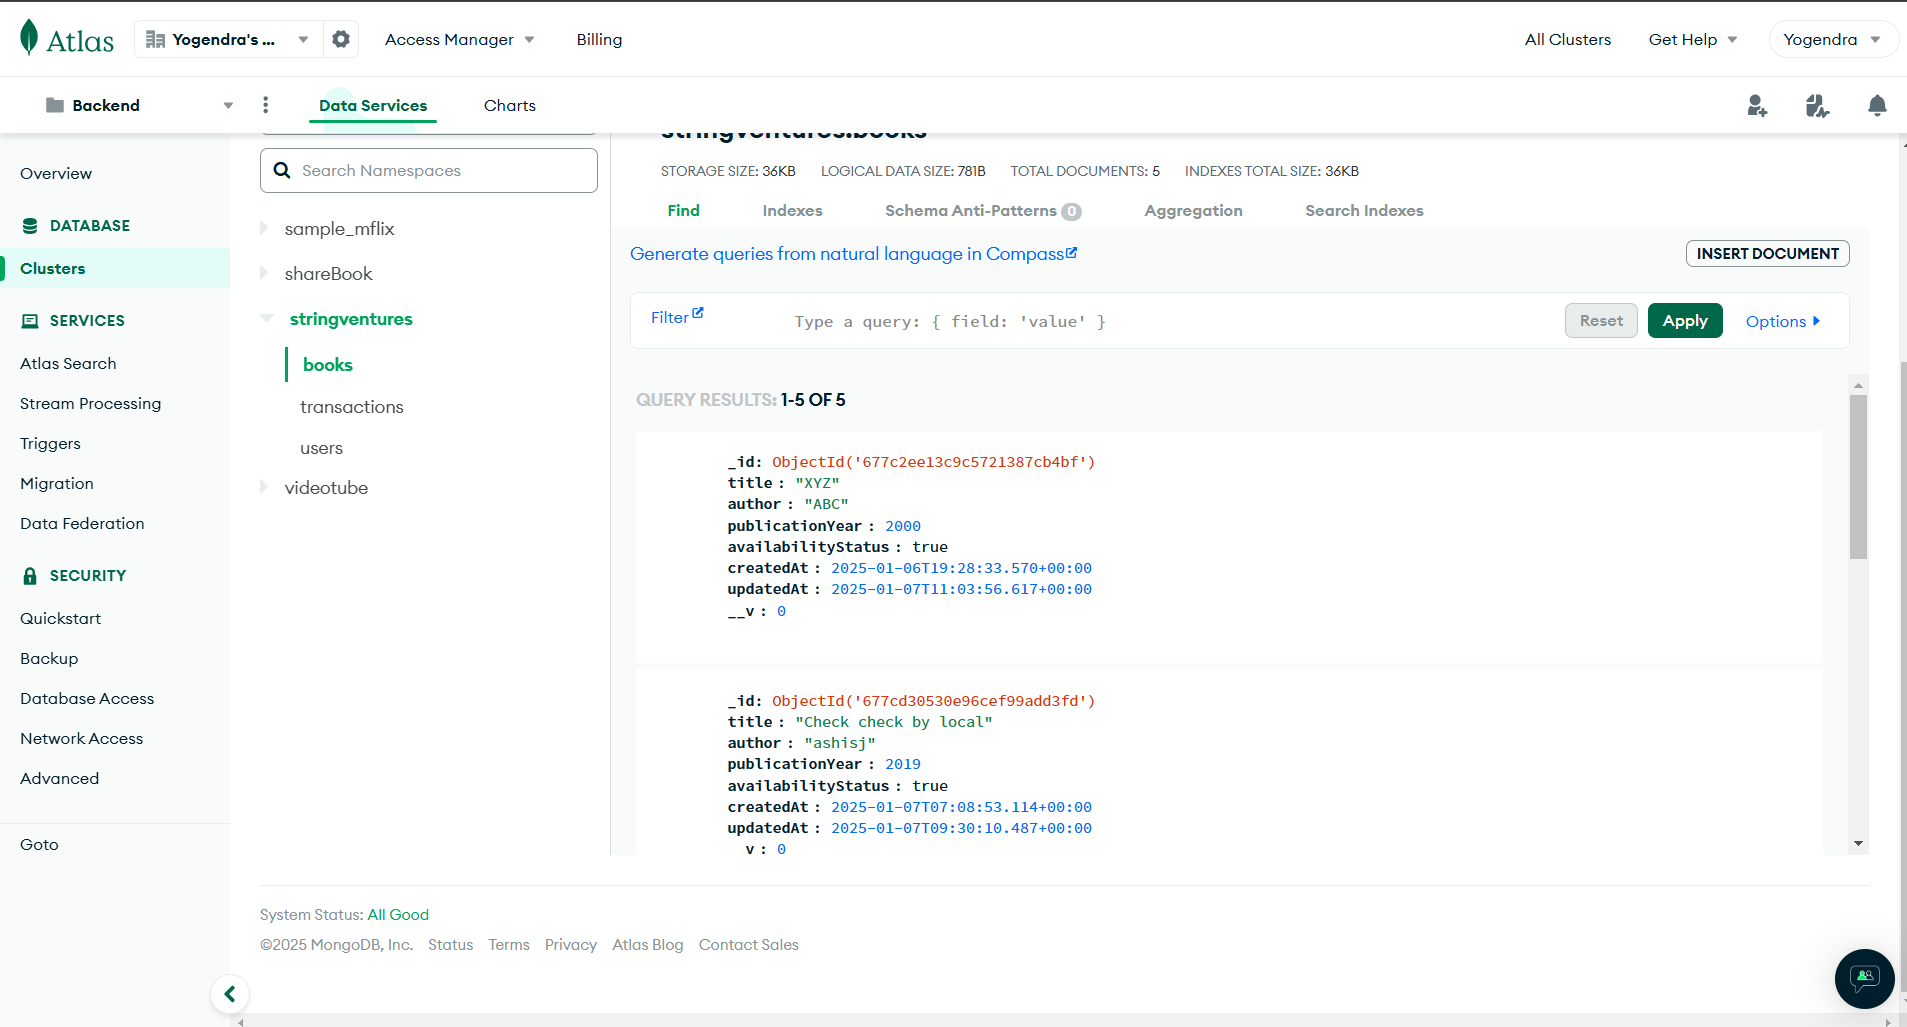 Atlas
Yogendra's ...
Access Manager
Billing
All Clusters
Get Help
Yogendra
Backend
Data Services
Charts
Overview
DATABASE
Clusters
SERVICES
Atlas Search
Stream Processing
Triggers
Migration
Data Federation
SECURITY
Quickstart
Backup
Database Access
Network Access
Advanced
Goto
Search Namespaces
sample_mflix
shareBook
stringventures
books
transactions
users
videotube
stringventures.books
STORAGE SIZE: 36KB LOGICAL DATA SIZE: 781B TOTAL DOCUMENTS: 5 INDEXES TOTAL SIZE: 36KB
Find Indexes Schema Anti-Patterns 0 Aggregation Search Indexes
Generate queries from natural language in Compass
INSERT DOCUMENT
Filter
Type a query: { field: 'value' }
Reset
Apply
Options
QUERY RESULTS: 1-5 OF 5
_id: ObjectId('677c2ee13c9c5721387cb4bf')
title : "XYZ"
author : "ABC"
publicationYear : 2000
availabilityStatus : true
createdAt : 2025-01-06T19:28:33.570+00:00
updatedAt : 2025-01-07T11:03:56.617+00:00
__v : 0
_id: ObjectId('677cd30530e96cef99add3fd')
title : "Check check by local"
author : "ashisj"
publicationYear : 2019
availabilityStatus : true
createdAt : 2025-01-07T07:08:53.114+00:00
updatedAt : 2025-01-07T09:30:10.487+00:00
__v : 0
System Status: All Good
©2025 MongoDB, Inc. Status Terms Privacy Atlas Blog Contact Sales